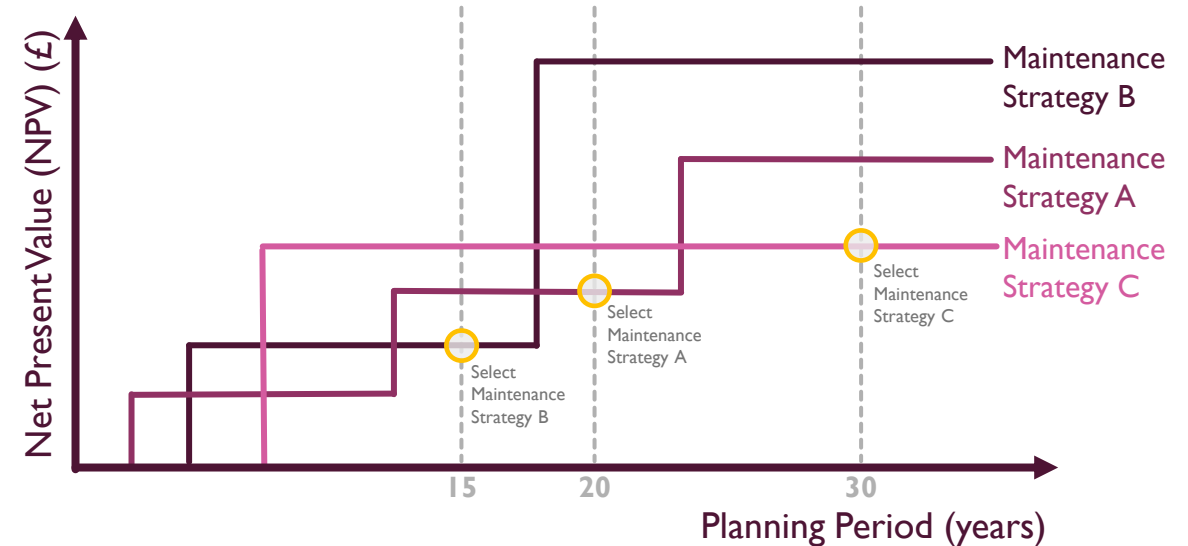 Net Present Value (NPV) (£)
Maintenance
Strategy B
Maintenance
Strategy A
Maintenance
Strategy C
Select
Maintenance
Strategy C
Select
Maintenance
Strategy A
Select
Maintenance
Strategy B
15
20
30
Planning Period (years)